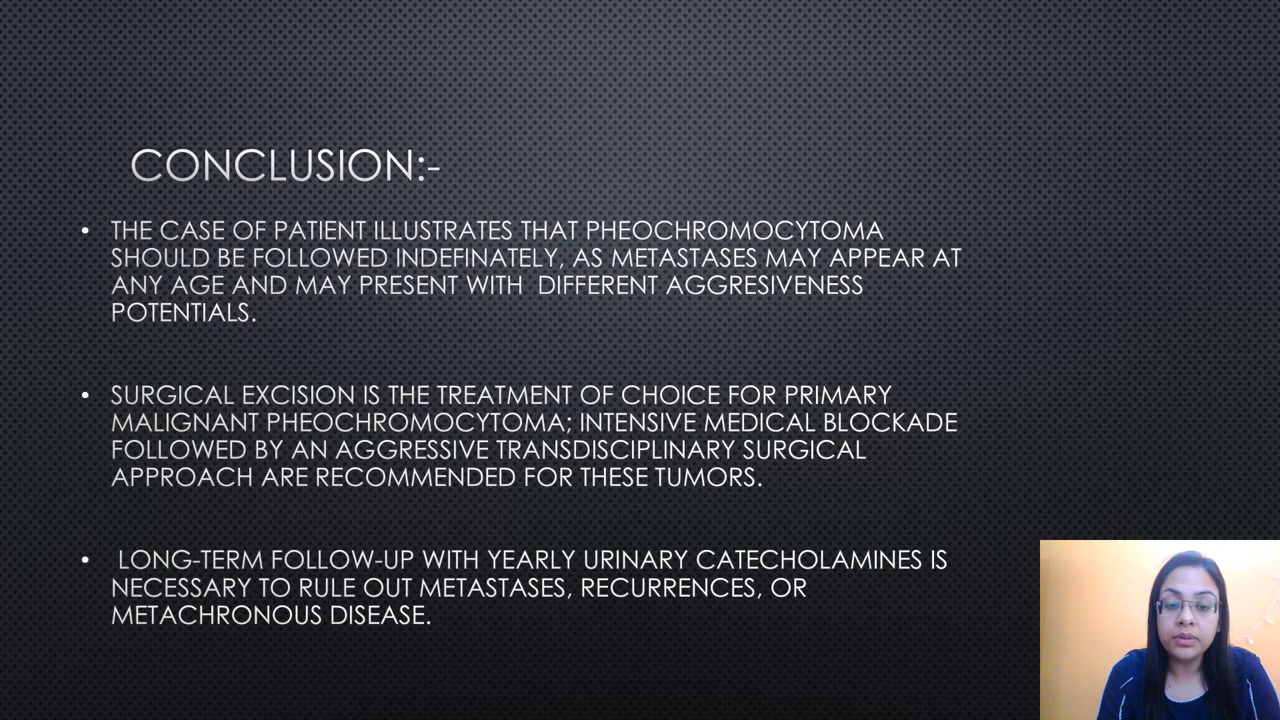 CONCLUSION:-
• THE CASE OF PATIENT ILLUSTRATES THAT PHEOCHROMOCYTOMA
SHOULD BE FOLLOWED INDEFINATELY, AS METASTASES MAY APPEAR AT
ANY AGE AND MAY PRESENT WITH DIFFERENT AGGRESIVENESS
POTENTIALS.
• SURGICAL EXCISION IS THE TREATMENT OF CHOICE FOR PRIMARY
MALIGNANT PHEOCHROMOCYTOMA; INTENSIVE MEDICAL BLOCKADE
FOLLOWED BY AN AGGRESSIVE TRANSDISCIPLINARY SURGICAL
APPROACH ARE RECOMMENDED FOR THESE TUMORS.
• LONG-TERM FOLLOW-UP WITH YEARLY URINARY CATECHOLAMINES IS
NECESSARY TO RULE OUT METASTASES, RECURRENCES, OR
METACHRONOUS DISEASE.